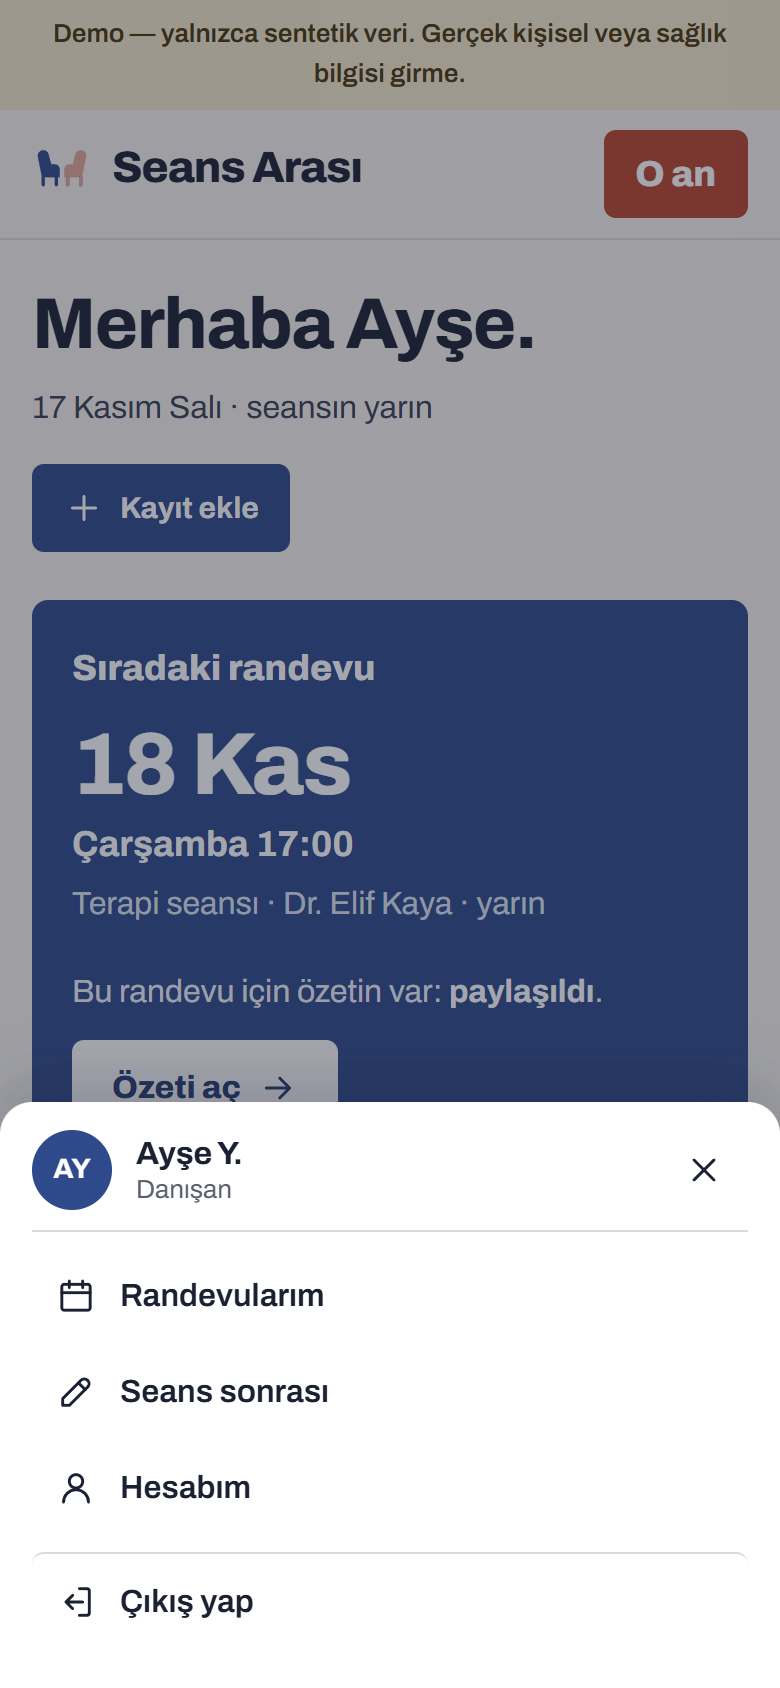 Demo — yalnızca sentetik veri. Gerçek kişisel veya sağlık
bilgisi girme.
Seans Arası
O an
Merhaba Ayşe.
17 Kasım Salı · seansın yarın
Kayıt ekle
Sıradaki randevu
18 Kas
Çarşamba 17:00
Terapi seansı · Dr. Elif Kaya · yarın
Bu randevu için özetin var: paylaşıldı.
Özeti aç
AY
Ayşe Y.
Danışan
Randevularım
Seans sonrası
Hesabım
Çıkış yap